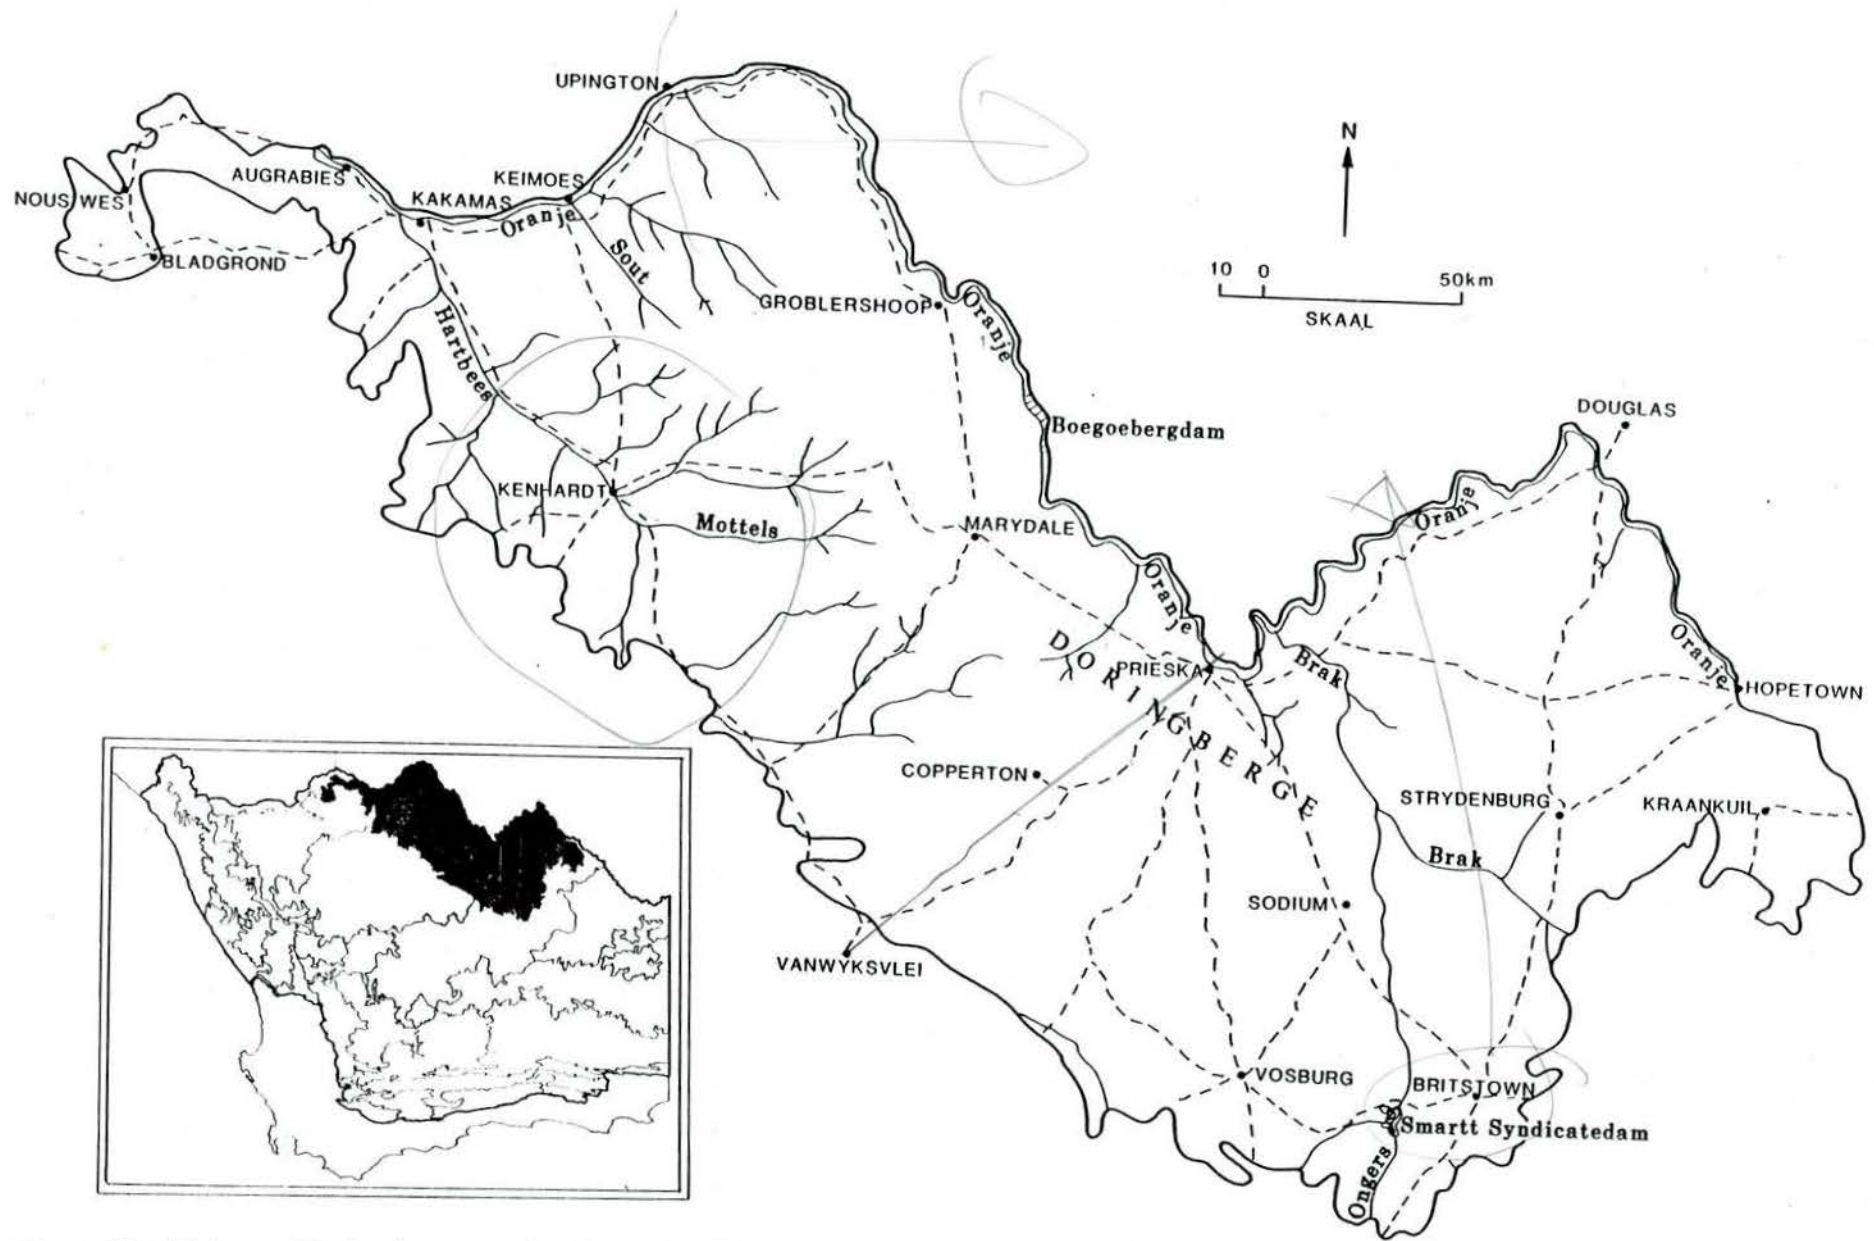 UPINGTON
N
AUGRABIES
KEIMOES
NOUS WES
KAKAMAS
Oranje
BLADGROND
Sout
10 0 50km
SKAAL
GROBLERSHOOP
Oranje
Hartbees
DOUGLAS
Boegoebergdam
KENHARDT
Mottels
MARYDALE
Oranje
Oranje
DORINGBERGE
PRIESKA
Brak
Oranje
HOPETOWN
COPPERTON
STRYDENBURG
KRAANKUIL
Brak
SODIUM
VANWYKSVLEI
VOSBURG
BRITSTOWN
Smartt Syndicatedam
Ongers